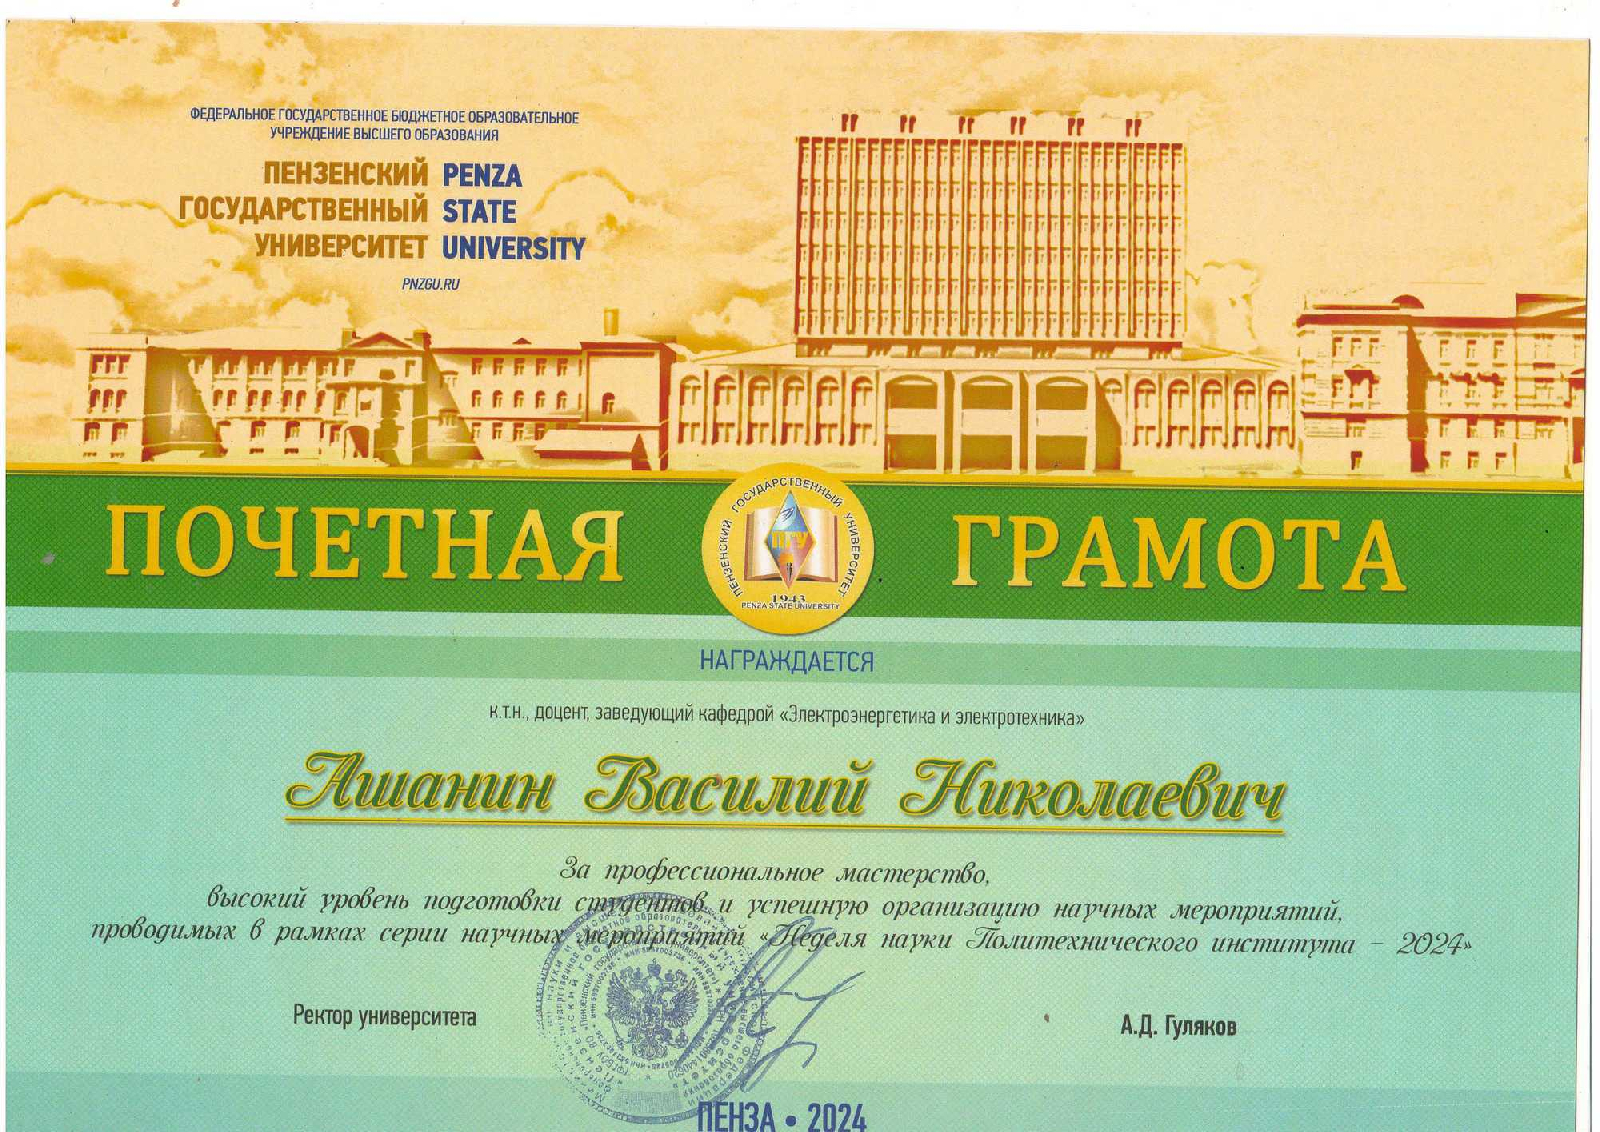 ФЕДЕРАЛЬНОЕ ГОСУДАРСТВЕННОЕ БЮДЖЕТНОЕ ОБРАЗОВАТЕЛЬНОЕ
УЧРЕЖДЕНИЕ ВЫСШЕГО ОБРАЗОВАНИЯ
ПЕНЗЕНСКИЙ PENZA
ГОСУДАРСТВЕННЫЙ STATE
УНИВЕРСИТЕТ UNIVERSITY
PNZGU.RU
ПОЧЕТНАЯ ГРАМОТА
ПЕНЗЕНСКИЙ ГОСУДАРСТВЕННЫЙ УНИВЕРСИТЕТ
ПГУ
1943
PENZA STATE UNIVERSITY
НАГРАЖДАЕТСЯ
к.т.н., доцент, заведующий кафедрой «Электроэнергетика и электротехника»
Ашанин Василий Николаевич
За профессиональное мастерство,
высокий уровень подготовки студентов и успешную организацию научных мероприятий,
проводимых в рамках серии научных мероприятий «Неделя науки Политехнического института – 2024»
Ректор университета
А.Д. Гуляков
ПЕНЗА • 2024